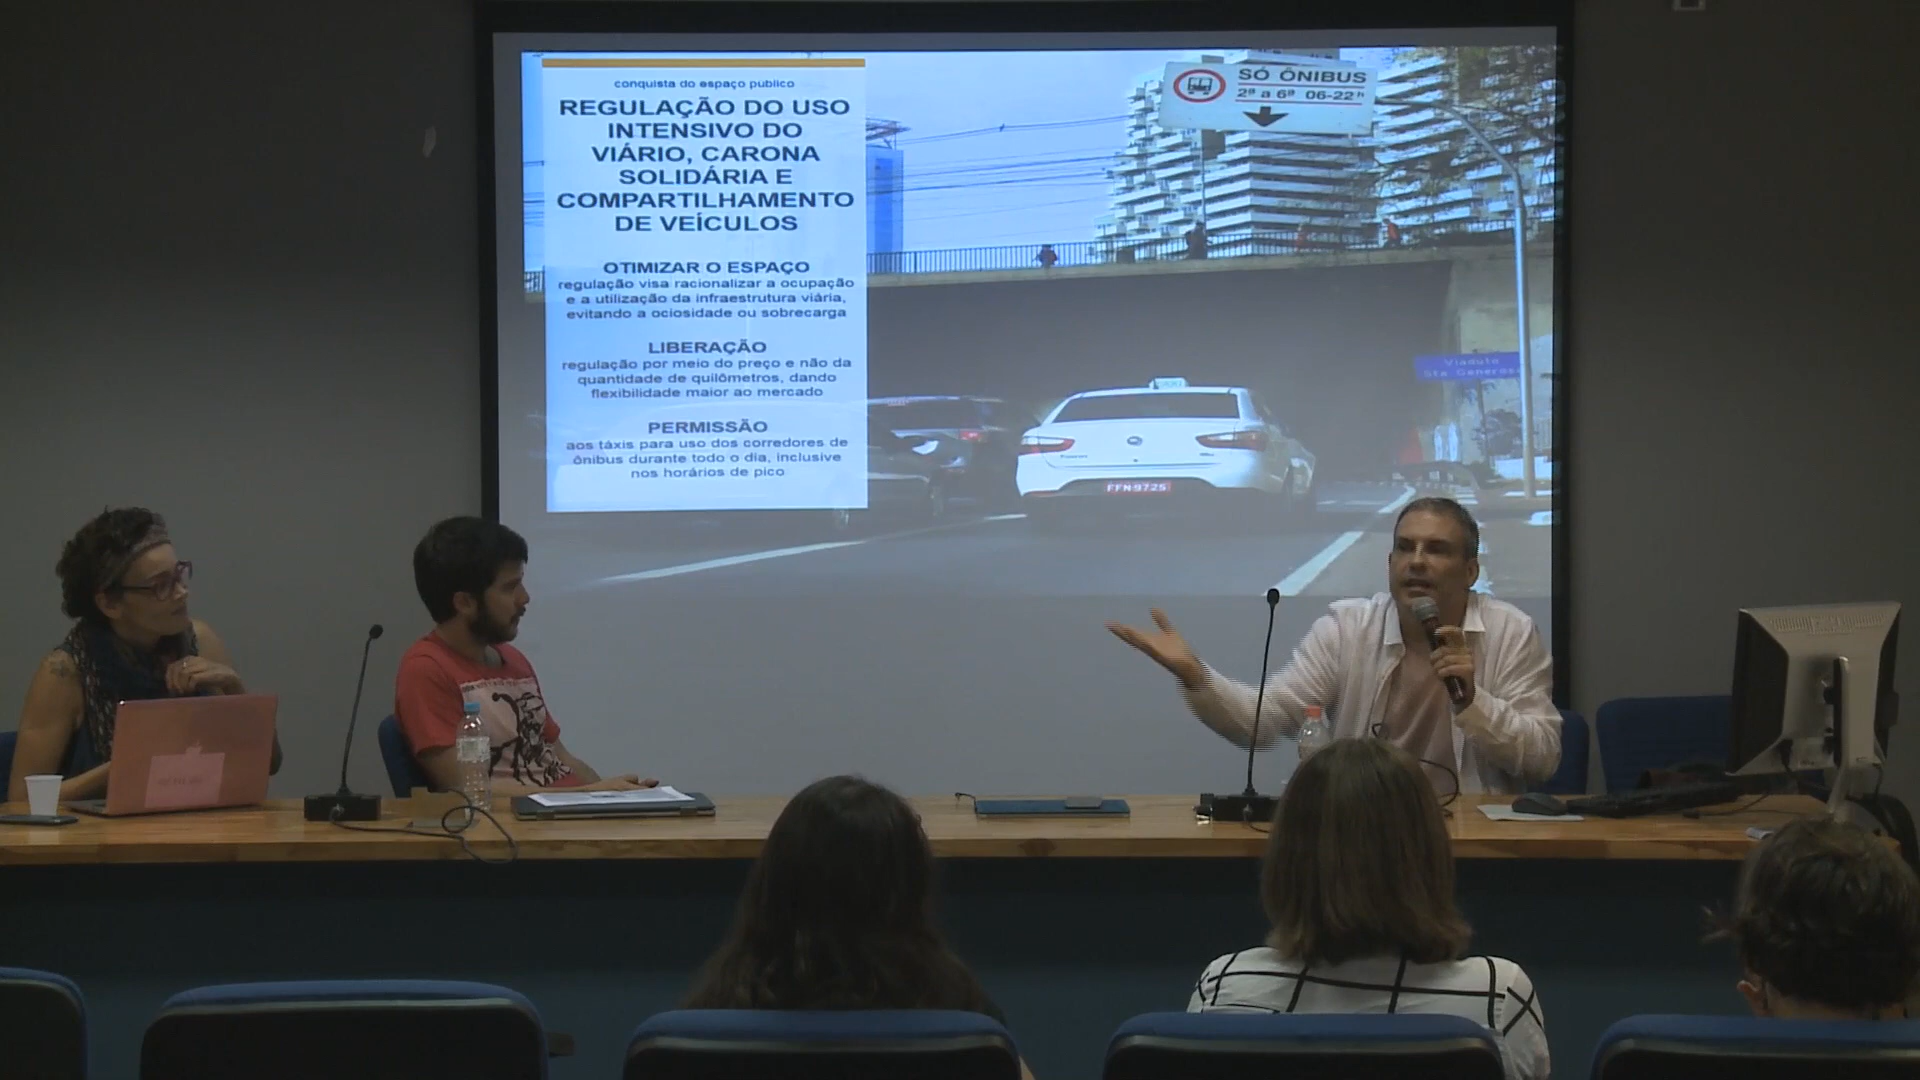 conquista do espaço público
REGULAÇÃO DO USO
INTENSIVO DO
VIÁRIO, CARONA
SOLIDÁRIA E
COMPARTILHAMENTO
DE VEÍCULOS
OTIMIZAR O ESPAÇO
regulação visa racionalizar a ocupação
e a utilização da infraestrutura viária,
evitando a ociosidade ou sobrecarga
LIBERAÇÃO
regulação por meio do preço e não da
quantidade de quilômetros, dando
flexibilidade maior ao mercado
PERMISSÃO
aos táxis para uso dos corredores de
ônibus durante todo o dia, inclusive
nos horários de pico
SÓ ÔNIBUS
2ª a 6ª 06-22h
Viaduto
Sta Generosa
FFN-9725